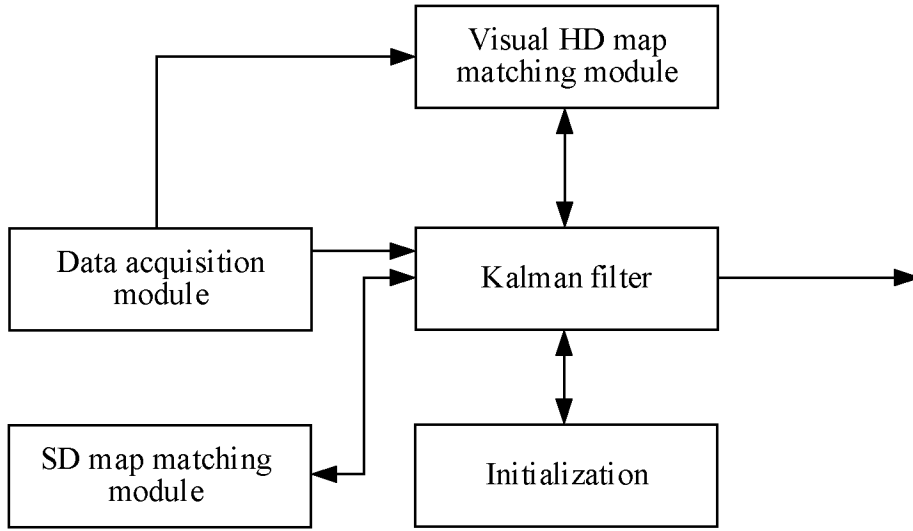 Visual HD map
matching module
Data acquisition
module
Kalman filter
SD map matching
module
Initialization